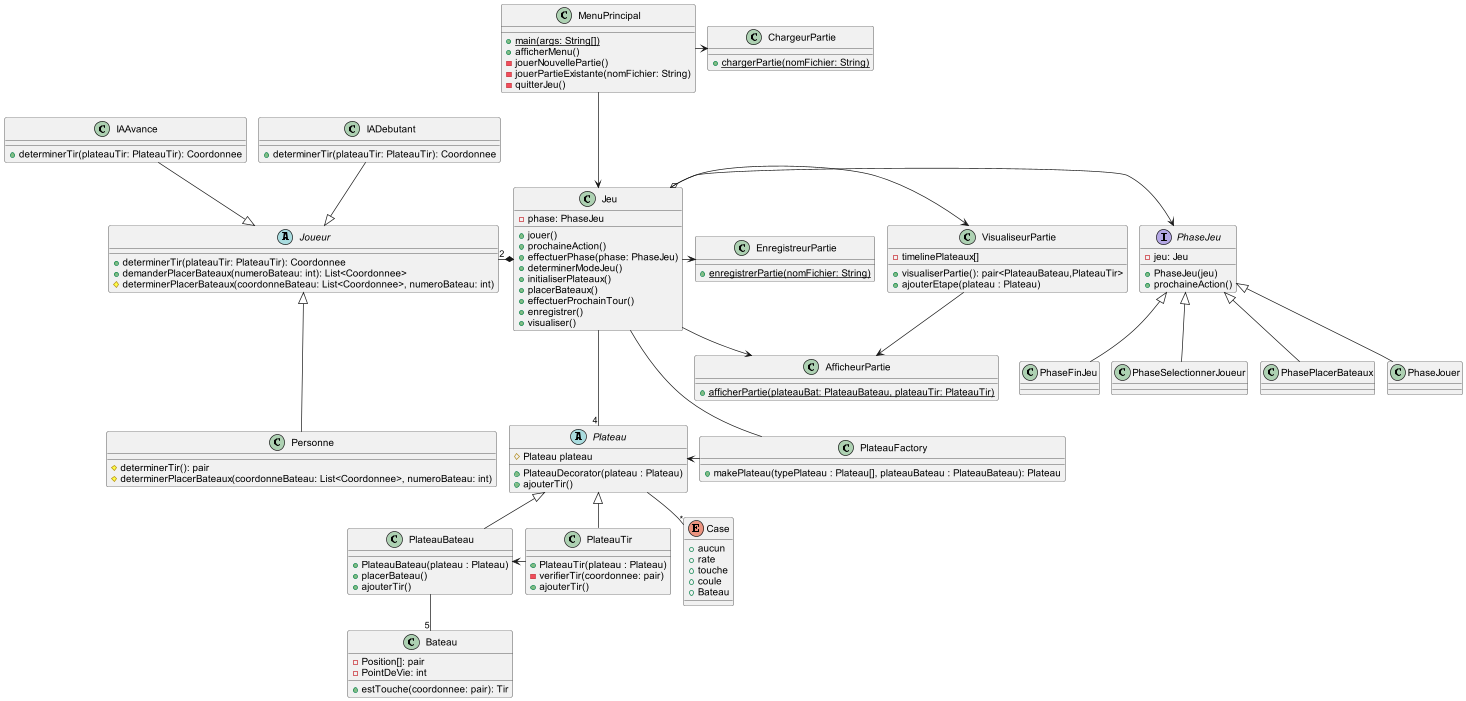 C MenuPrincipal
main(args: String[])
afficherMenu()
jouerNouvellePartie()
jouerPartieExistante(nomFichier: String)
quitterJeu()
C ChargeurPartie
chargerPartie(nomFichier: String)
C IAAvance
determinerTir(plateauTir: PlateauTir): Coordonnee
C IADebutant
determinerTir(plateauTir: PlateauTir): Coordonnee
A Joueur
determinerTir(plateauTir: PlateauTir): Coordonnee
demanderPlacerBateaux(numeroBateau: int): List<Coordonnee>
determinerPlacerBateaux(coordonneBateau: List<Coordonnee>, numeroBateau: int)
2
C Jeu
phase: PhaseJeu
jouer()
prochaineAction()
effectuerPhase(phase: PhaseJeu)
determinerModeJeu()
initialiserPlateaux()
placerBateaux()
effectuerProchainTour()
enregistrer()
visualiser()
C EnregistreurPartie
enregistrerPartie(nomFichier: String)
C VisualiseurPartie
timelinePlateaux[]
visualiserPartie(): pair<PlateauBateau,PlateauTir>
ajouterEtape(plateau : Plateau)
I PhaseJeu
jeu: Jeu
PhaseJeu(jeu)
prochaineAction()
C AfficheurPartie
afficherPartie(plateauBat: PlateauBateau, plateauTir: PlateauTir)
C PhaseFinJeu
C PhaseSelectionnerJoueur
C PhasePlacerBateaux
C PhaseJouer
C Personne
determinerTir(): pair
determinerPlacerBateaux(coordonneBateau: List<Coordonnee>, numeroBateau: int)
4
A Plateau
Plateau plateau
PlateauDecorator(plateau : Plateau)
ajouterTir()
C PlateauFactory
makePlateau(typePlateau : Plateau[], plateauBateau : PlateauBateau): Plateau
C PlateauBateau
PlateauBateau(plateau : Plateau)
placerBateau()
ajouterTir()
C PlateauTir
PlateauTir(plateau : Plateau)
verifierTir(coordonnee: pair)
ajouterTir()
*
E Case
aucun
rate
touche
coule
Bateau
5
C Bateau
Position[]: pair
PointDeVie: int
estTouche(coordonnee: pair): Tir